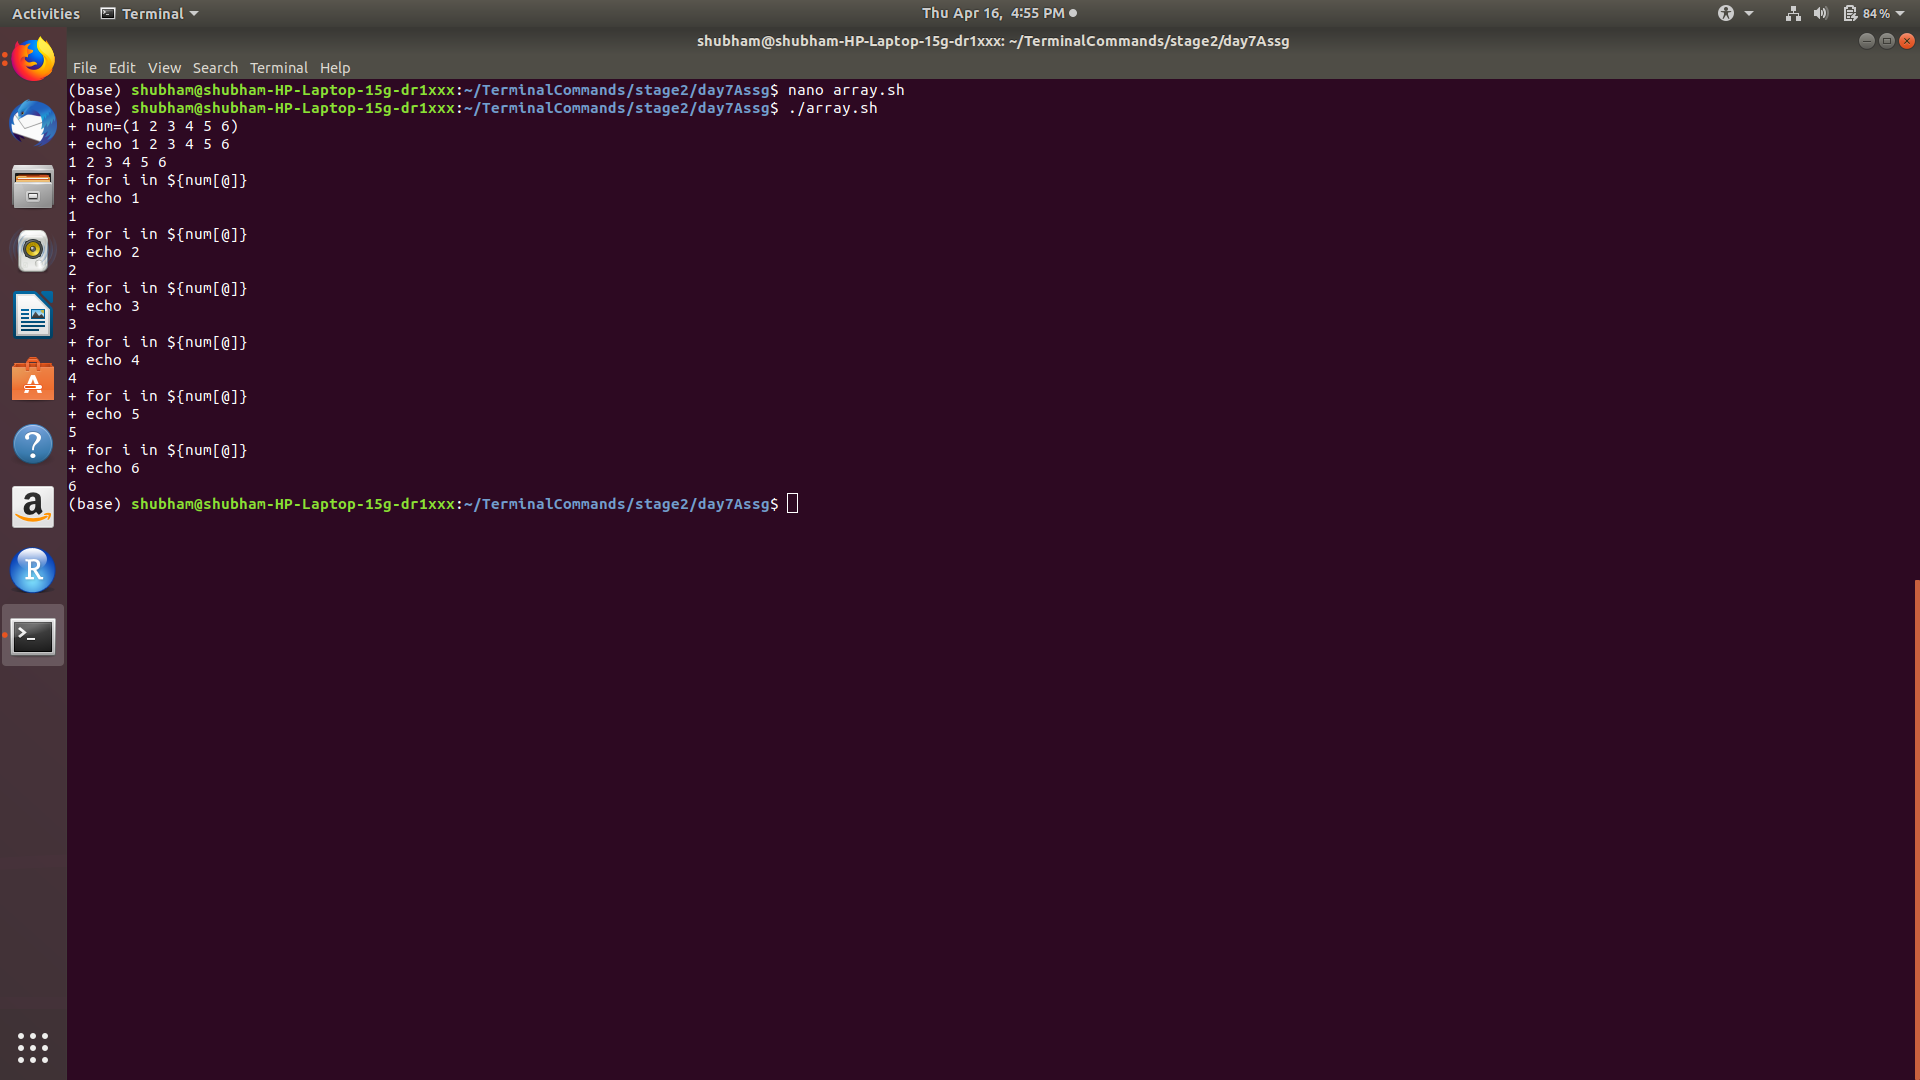 Activities Terminal Thu Apr 16, 4:55 PM 84 %
shubham@shubham-HP-Laptop-15g-dr1xxx: ~/TerminalCommands/stage2/day7Assg
File Edit View Search Terminal Help
(base) shubham@shubham-HP-Laptop-15g-dr1xxx:~/TerminalCommands/stage2/day7Assg$ nano array.sh
(base) shubham@shubham-HP-Laptop-15g-dr1xxx:~/TerminalCommands/stage2/day7Assg$ ./array.sh
+ num=(1 2 3 4 5 6)
+ echo 1 2 3 4 5 6
1 2 3 4 5 6
+ for i in ${num[@]}
+ echo 1
1
+ for i in ${num[@]}
+ echo 2
2
+ for i in ${num[@]}
+ echo 3
3
+ for i in ${num[@]}
+ echo 4
4
+ for i in ${num[@]}
+ echo 5
5
+ for i in ${num[@]}
+ echo 6
6
(base) shubham@shubham-HP-Laptop-15g-dr1xxx:~/TerminalCommands/stage2/day7Assg$